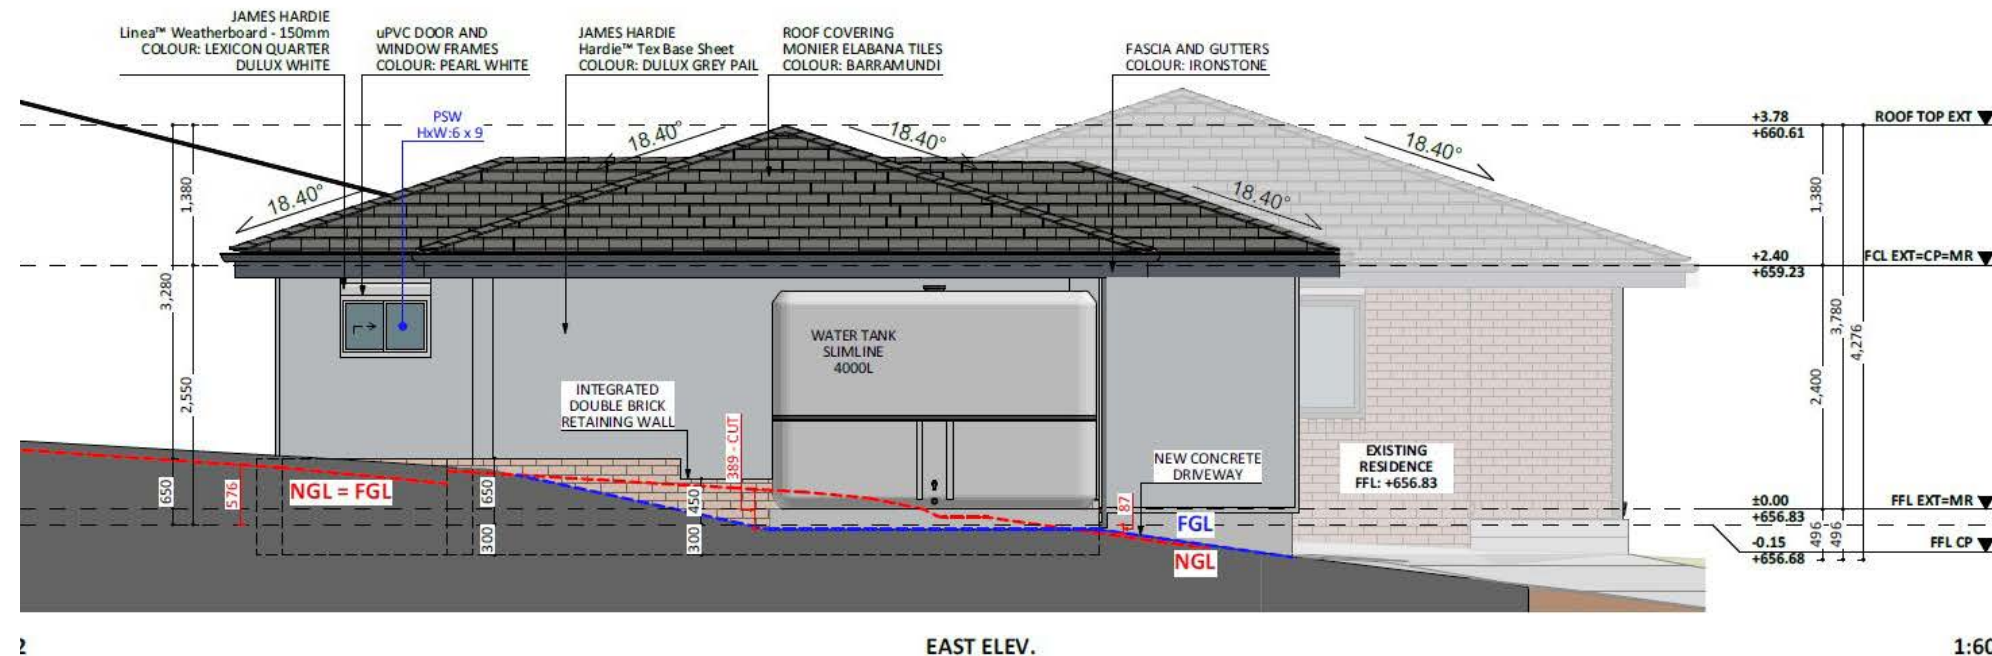 JAMES HARDIE
Linea™ Weatherboard - 150mm
COLOUR: LEXICON QUARTER
DULUX WHITE
uPVC DOOR AND
WINDOW FRAMES
COLOUR: PEARL WHITE
JAMES HARDIE
Hardie™ Tex Base Sheet
COLOUR: DULUX GREY PAIL
ROOF COVERING
MONIER ELABANA TILES
COLOUR: BARRAMUNDI
FASCIA AND GUTTERS
COLOUR: IRONSTONE
PSW
HxW:6 x 9
18.40°
18.40°
18.40°
18.40°
18.40°
+3.78
+660.61
ROOF TOP EXT
1,380
3,280
2,550
650
576
1,380
+2.40
+659.23
FCL EXT=CP=MR
3,780
4,276
2,400
WATER TANK
SLIMLINE
4000L
INTEGRATED
DOUBLE BRICK
RETAINING WALL
389 - CUT
NEW CONCRETE
DRIVEWAY
EXISTING
RESIDENCE
FFL: +656.83
NGL = FGL
650
300
450
300
87
FGL
NGL
±0.00
+656.83
FFL EXT=MR
-0.15
+656.68
FFL CP
496
496
EAST ELEV.